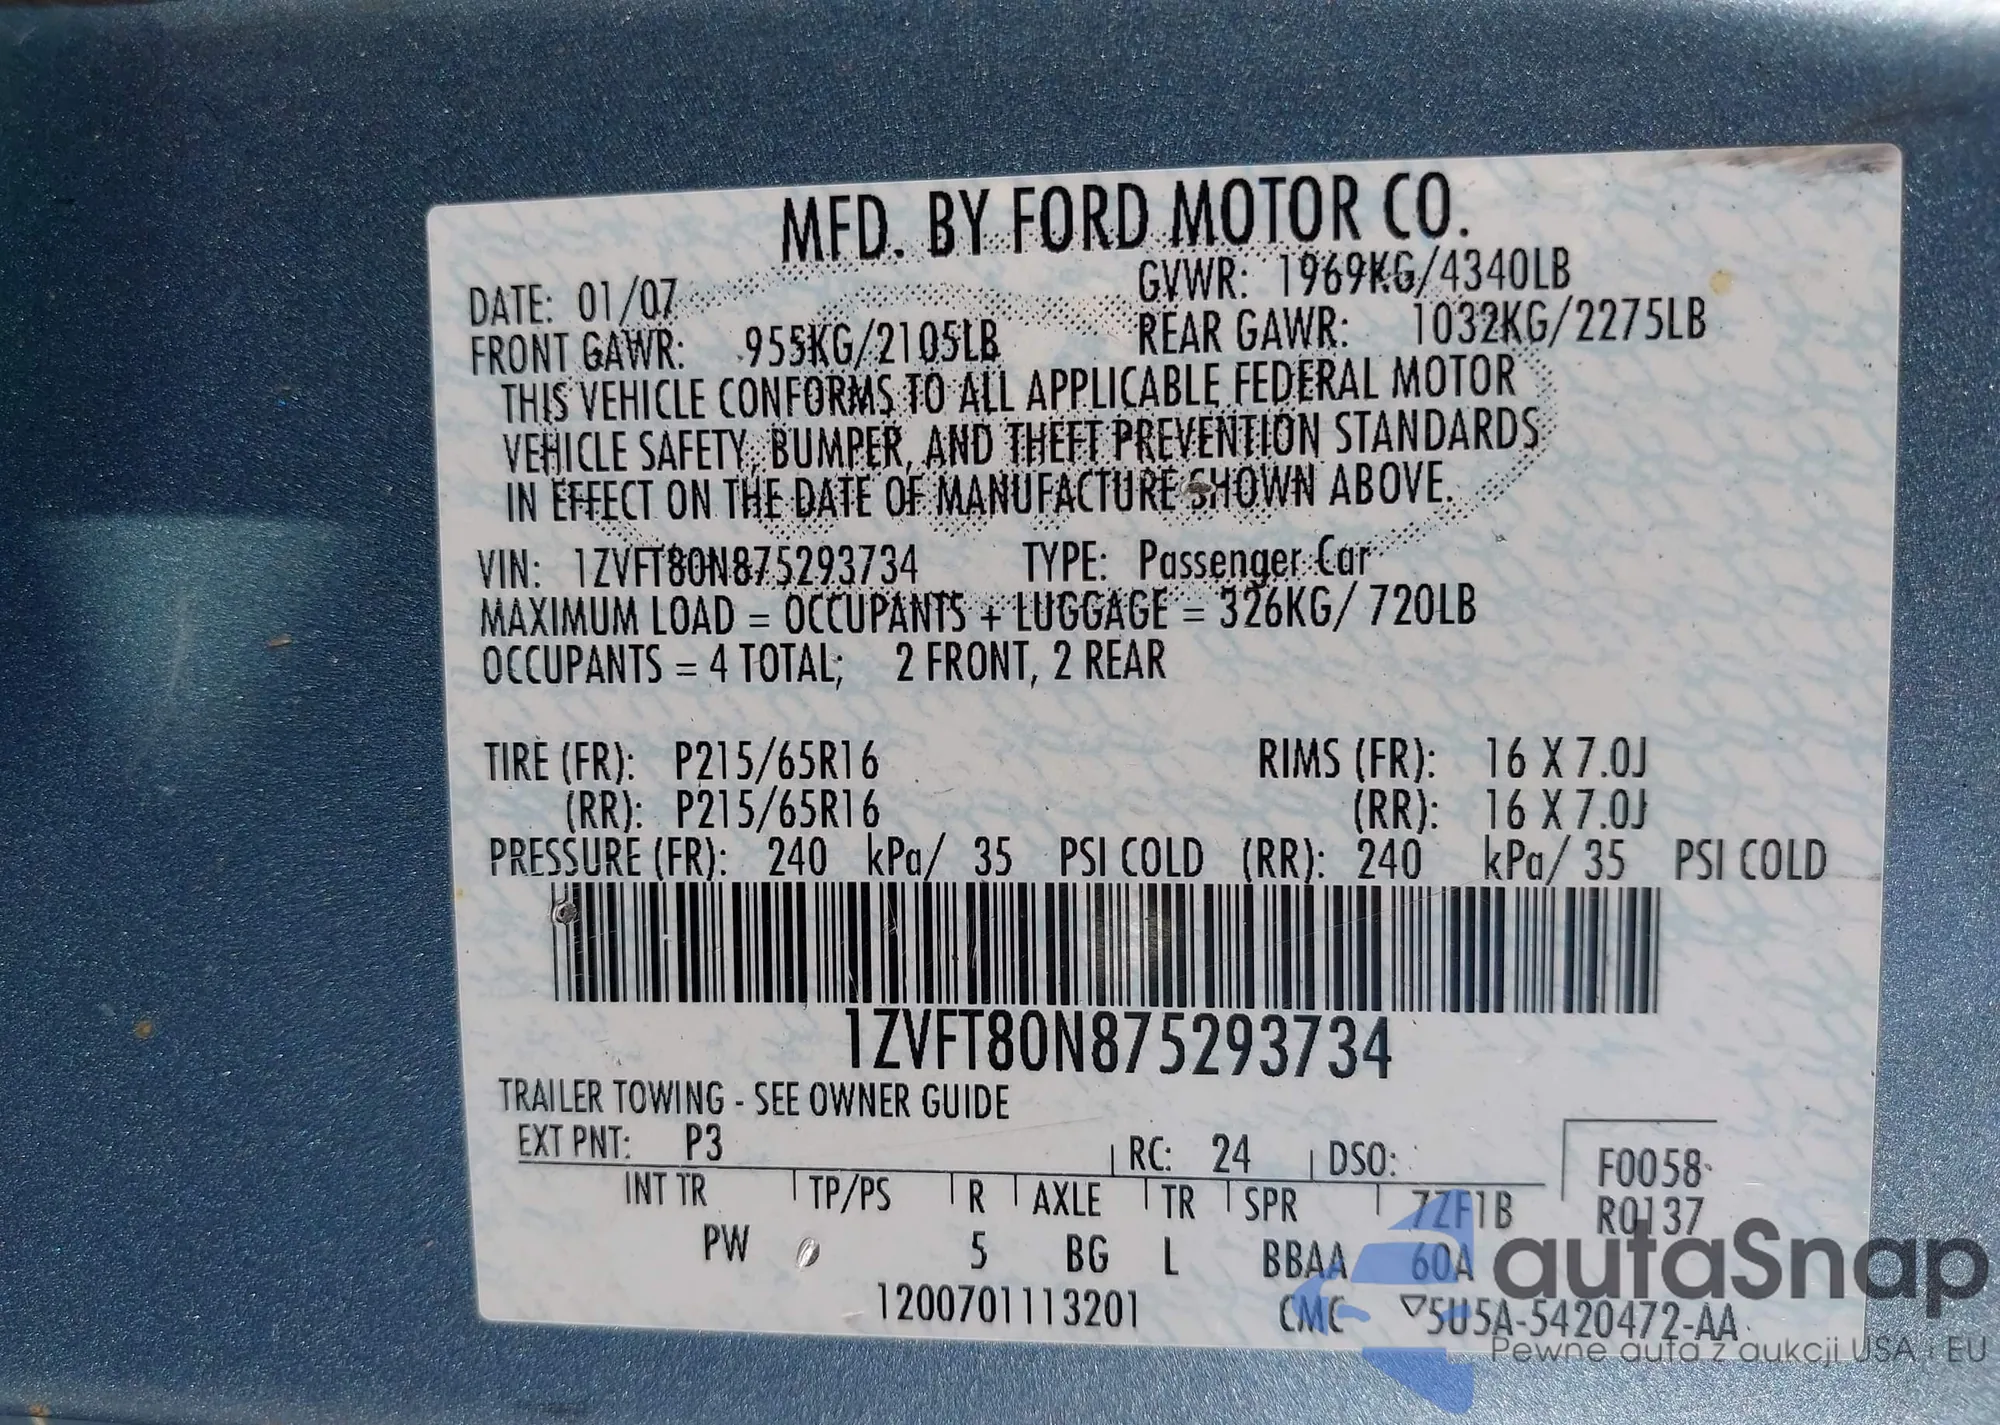 MFD. BY FORD MOTOR CO.
DATE: 01/07 GVWR: 1969KG/4340LB
FRONT GAWR: 955KG/2105LB REAR GAWR: 1032KG/2275LB
THIS VEHICLE CONFORMS TO ALL APPLICABLE FEDERAL MOTOR
VEHICLE SAFETY, BUMPER, AND THEFT PREVENTION STANDARDS
IN EFFECT ON THE DATE OF MANUFACTURE SHOWN ABOVE.
VIN: 1ZVFT80N875293734 TYPE: Passenger Car
MAXIMUM LOAD = OCCUPANTS + LUGGAGE = 326KG/ 720LB
OCCUPANTS = 4 TOTAL; 2 FRONT, 2 REAR
TIRE (FR): P215/65R16 RIMS (FR): 16 X 7.0J
(RR): P215/65R16 (RR): 16 X 7.0J
PRESSURE (FR): 240 kPa/ 35 PSI COLD (RR): 240 kPa/ 35 PSI COLD
1ZVFT80N875293734
TRAILER TOWING - SEE OWNER GUIDE
EXT PNT: P3 RC: 24 DSO: F0058
INT TR TP/PS R AXLE TR SPR 7ZF1B R0137
PW 5 BG L BBAA 60A
1200701113201 CMC ▽5U5A-5420472-AA
autaSnap
Pewne auta z aukcji USA i EU